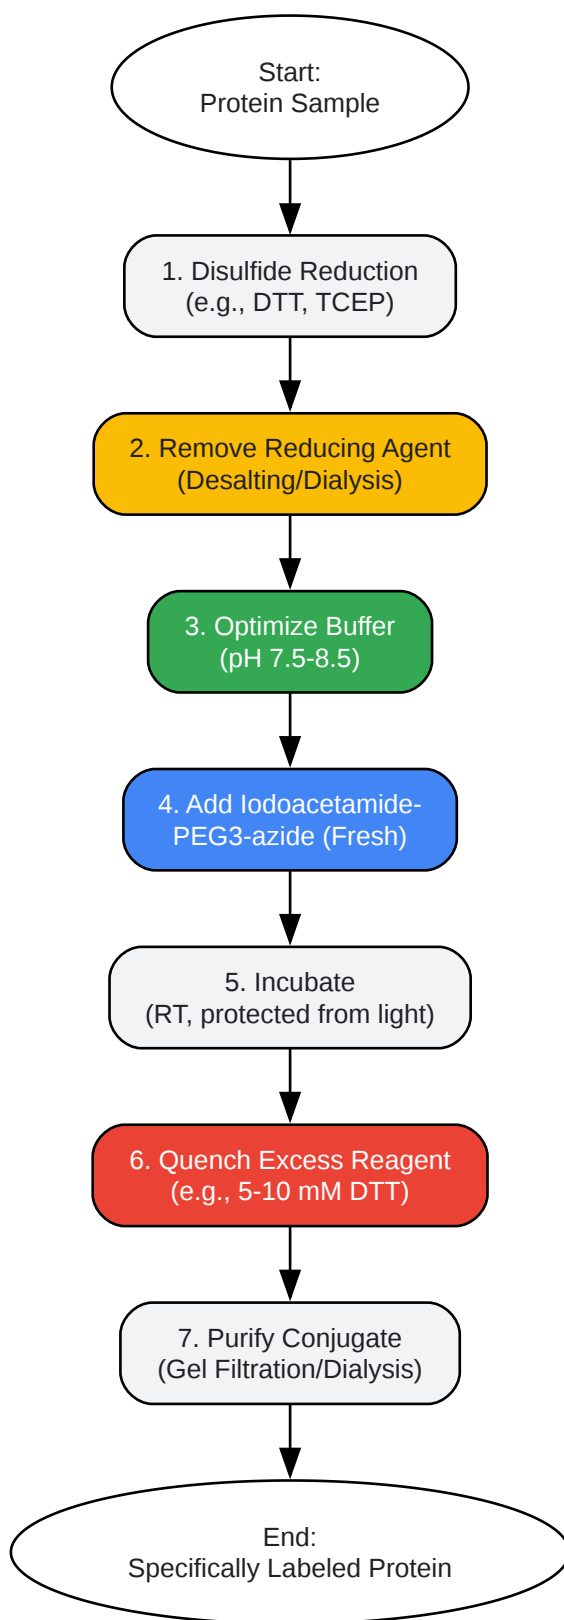 Start:
Protein Sample
1. Disulfide Reduction
(e.g., DTT, TCEP)
2. Remove Reducing Agent
(Desalting/Dialysis)
3. Optimize Buffer
(pH 7.5-8.5)
4. Add Iodoacetamide-
PEG3-azide (Fresh)
5. Incubate
(RT, protected from light)
6. Quench Excess Reagent
(e.g., 5-10 mM DTT)
7. Purify Conjugate
(Gel Filtration/Dialysis)
End:
Specifically Labeled Protein